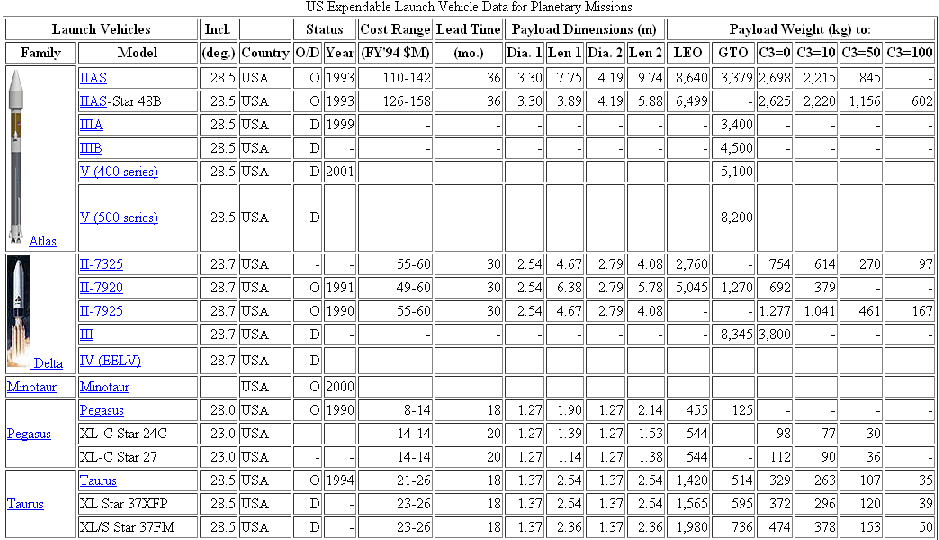 US Expendable Launch Vehicle Data for Planetary Missions
Launch Vehicles Incl. Status Cost Range Lead Time Payload Dimensions (m) Payload Weight (kg) to:
Family Model (deg.) Country O/D Year (FY'94 $M) (mo.) Dia. 1 Len 1 Dia. 2 Len 2 LEO GTO C3=0 C3=10 C3=50 C3=100
IIAS 28.5 USA O 1993 110-142 36 3.30 4.19 9.74 8,640 3,379 2,698 2,215 845 -
IIAS-Star 48B 28.5 USA O 1993 126-158 36 3.30 3.89 4.19 5.88 6,499 - 2,625 2,220 1,156 602
IIIA 28.5 USA D 1999 - - - - - - - 3,400 - - - -
IIIB 28.5 USA D - - - - - - - - 4,500 - - - -
V (400 series) 28.5 USA D 2001 5,100
V (500 series) 28.5 USA D 8,200
Atlas
II-7325 28.7 USA - - 55-60 30 2.54 4.67 2.79 4.08 2,760 - 754 614 270 97
II-7920 28.7 USA O 1991 49-60 30 2.54 6.38 2.79 5.78 5,045 1,270 692 379 - -
II-7925 28.7 USA O 1990 55-60 30 2.54 4.67 2.79 4.08 - - 1.277 1.041 461 167
III 28.7 USA D - - - - - - - - 8,345 3,800 - - -
Delta IV (EELV) 28.7 USA D
Minotaur Minotaur USA O 2000
Pegasus 28.0 USA O 1990 8-14 18 1.27 1.90 1.27 2.14 455 125 - - - -
Pegasus XL-C Star 24C 28.0 USA 14-14 20 1.27 1.39 1.27 1.53 544 98 77 30
XL-C Star 27 28.0 USA - - 14-14 20 1.27 1.14 1.27 1.38 544 - 112 90 36 -
Taurus 28.5 USA O 1994 21-26 18 1.37 2.54 1.37 2.54 1,420 514 329 263 107 35
Taurus XL Star 37XFP 28.5 USA D - 23-26 18 1.37 2.54 1.37 2.54 1,565 595 372 296 120 39
XL/S Star 37FM 28.5 USA D - 23-26 18 1.37 2.36 1.37 2.36 1,980 736 474 378 153 50